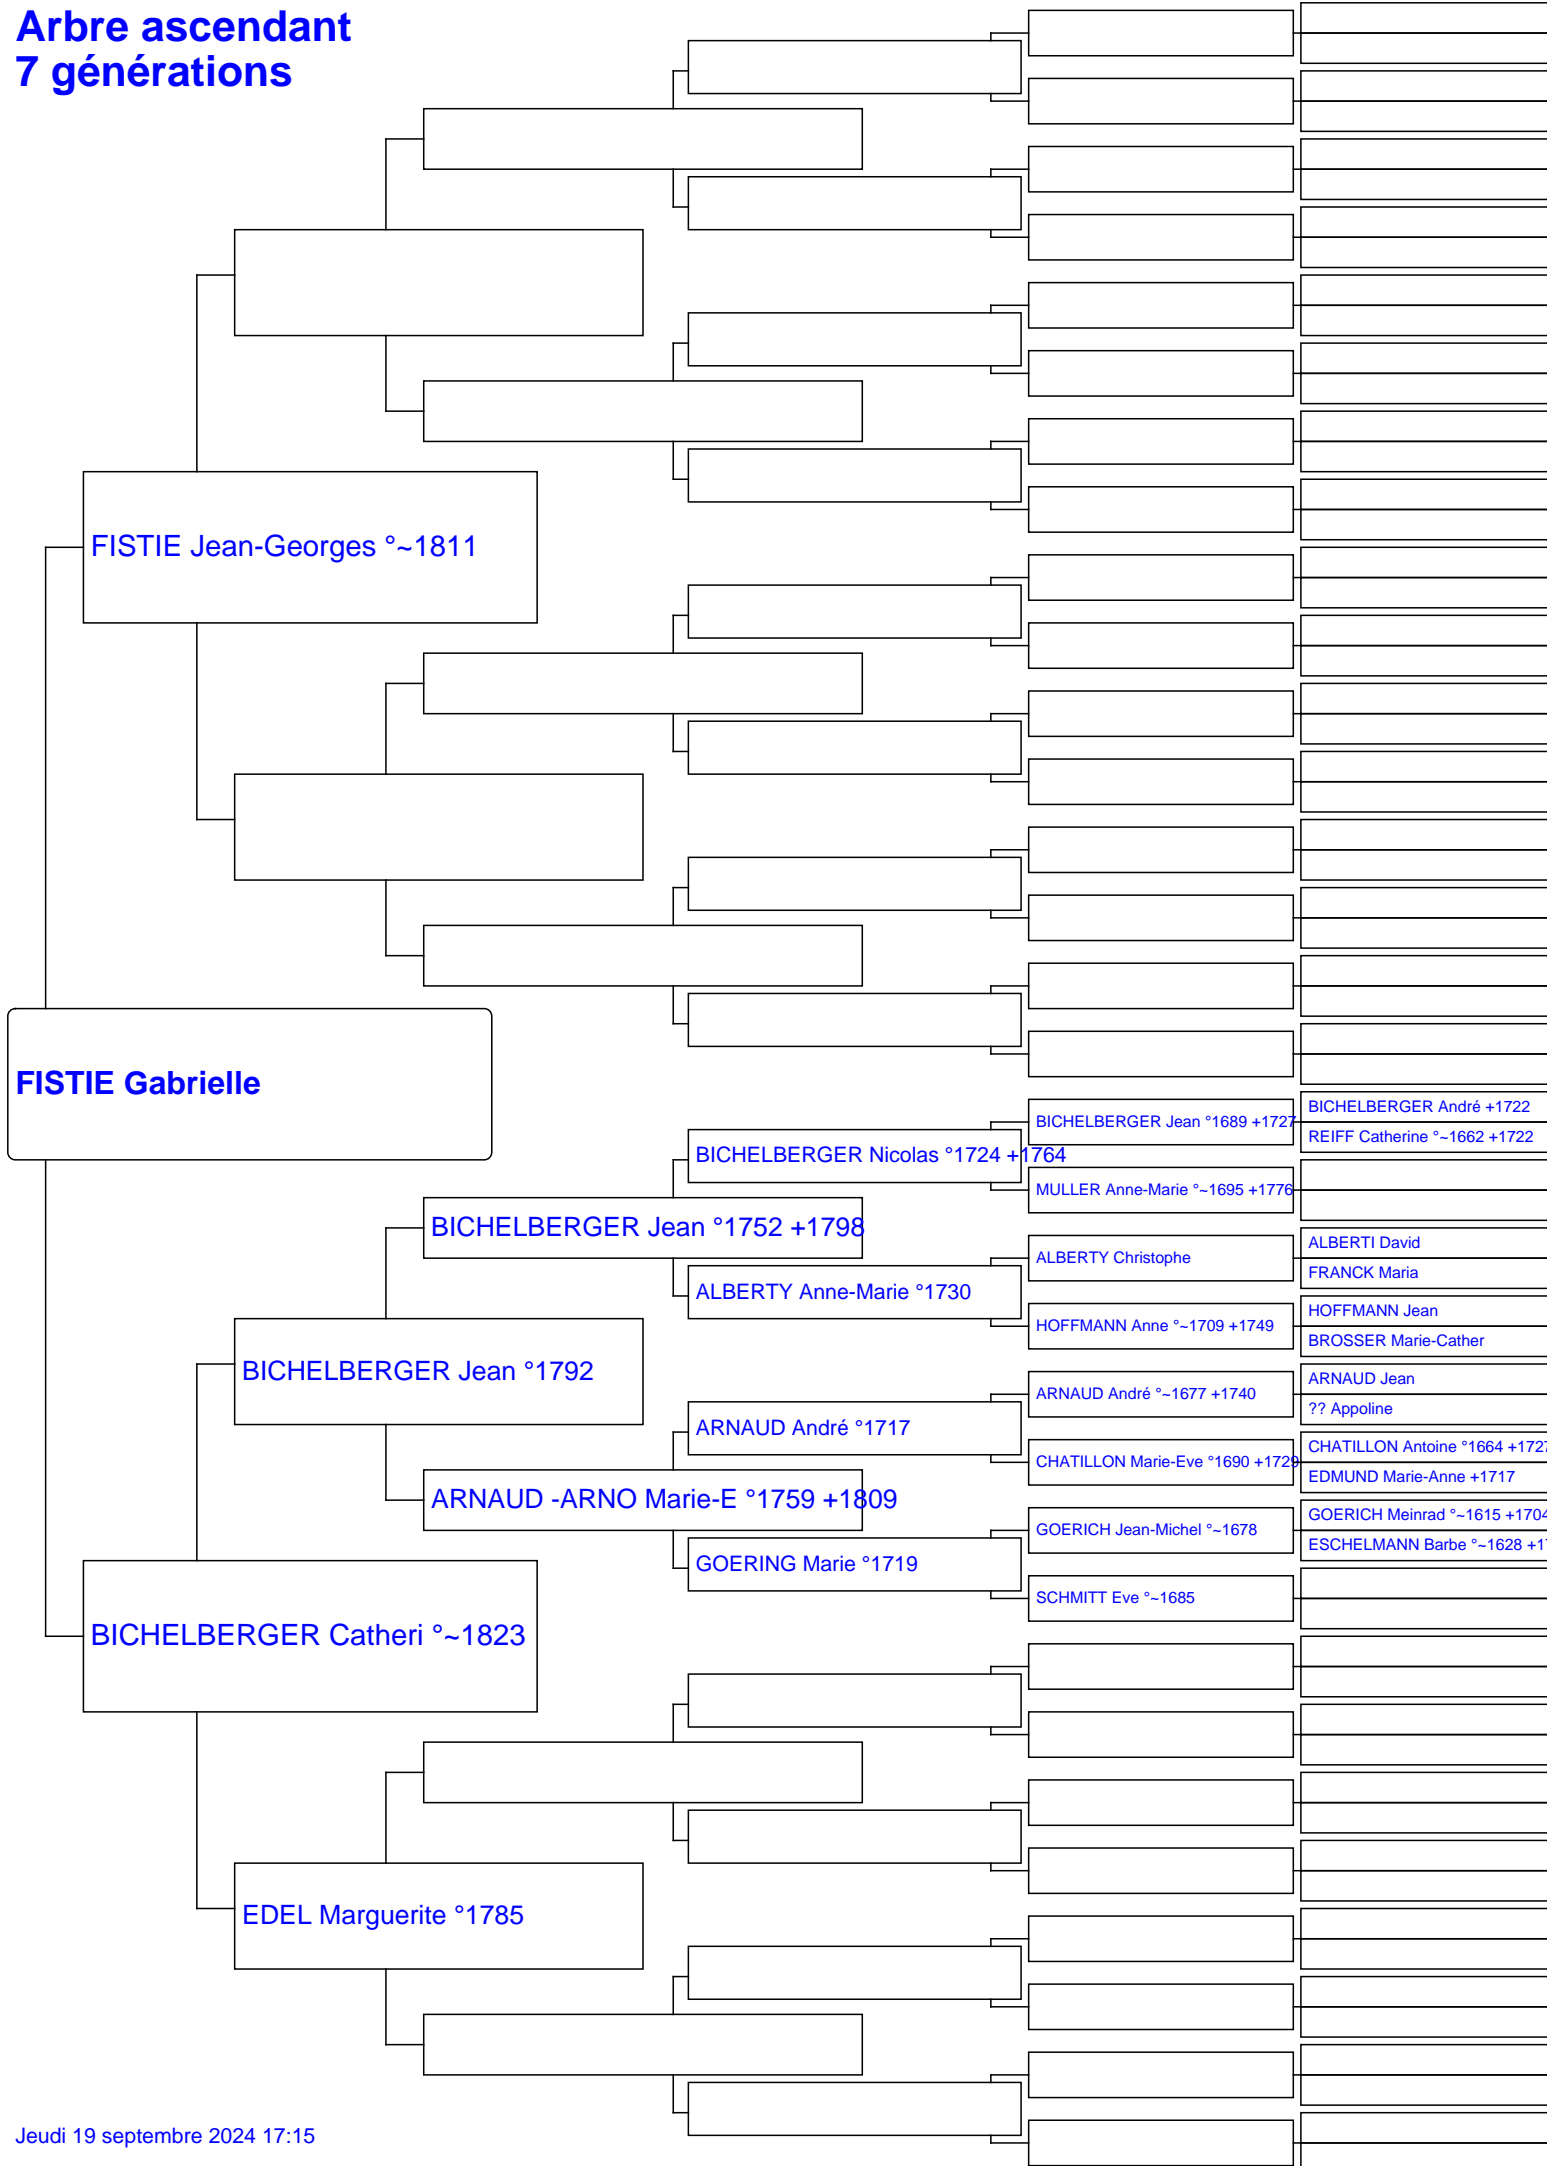 Arbre ascendant
7 générations
FISTIE Jean-Georges °~1811
FISTIE Gabrielle
BICHELBERGER Jean °1689 +1727
BICHELBERGER André +1722
REIFF Catherine °~1662 +1722
BICHELBERGER Nicolas °1724 +1764
MULLER Anne-Marie °~1695 +1776
BICHELBERGER Jean °1752 +1798
ALBERTY Christophe
ALBERTI David
FRANCK Maria
ALBERTY Anne-Marie °1730
HOFFMANN Anne °~1709 +1749
HOFFMANN Jean
BROSSER Marie-Cather
BICHELBERGER Jean °1792
ARNAUD André °~1677 +1740
ARNAUD Jean
?? Appoline
ARNAUD André °1717
CHATILLON Marie-Eve °1690 +1729
CHATILLON Antoine °1664 +1727
EDMUND Marie-Anne +1717
ARNAUD -ARNO Marie-E °1759 +1809
GOERICH Jean-Michel °~1678
GOERICH Meinrad °~1615 +1704
ESCHELMANN Barbe °~1628 +1
GOERING Marie °1719
SCHMITT Eve °~1685
BICHELBERGER Catheri °~1823
EDEL Marguerite °1785
Jeudi 19 septembre 2024 17:15